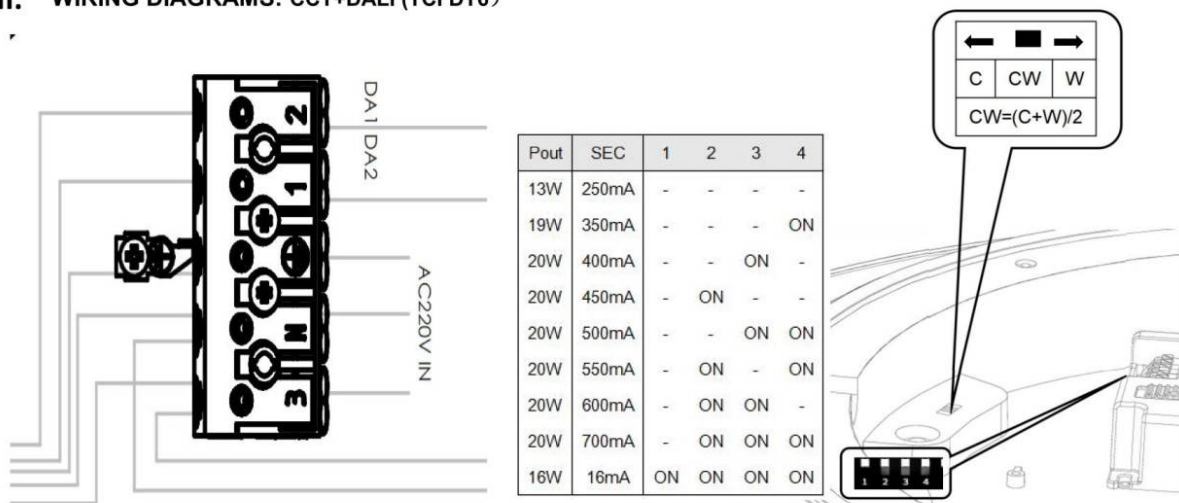 WIRING DIAGRAMS: CCT+DALI (TCI DT6）
2
1
N
3
DA1 DA2
AC220V IN
Pout SEC 1 2 3 4
13W 250mA - - - -
19W 350mA - - - ON
20W 400mA - - ON -
20W 450mA - ON - -
20W 500mA - - ON ON
20W 550mA - ON - ON
20W 600mA - ON ON -
20W 700mA - ON ON ON
16W 16mA ON ON ON ON
C CW W
CW=(C+W)/2
1 2 3 4